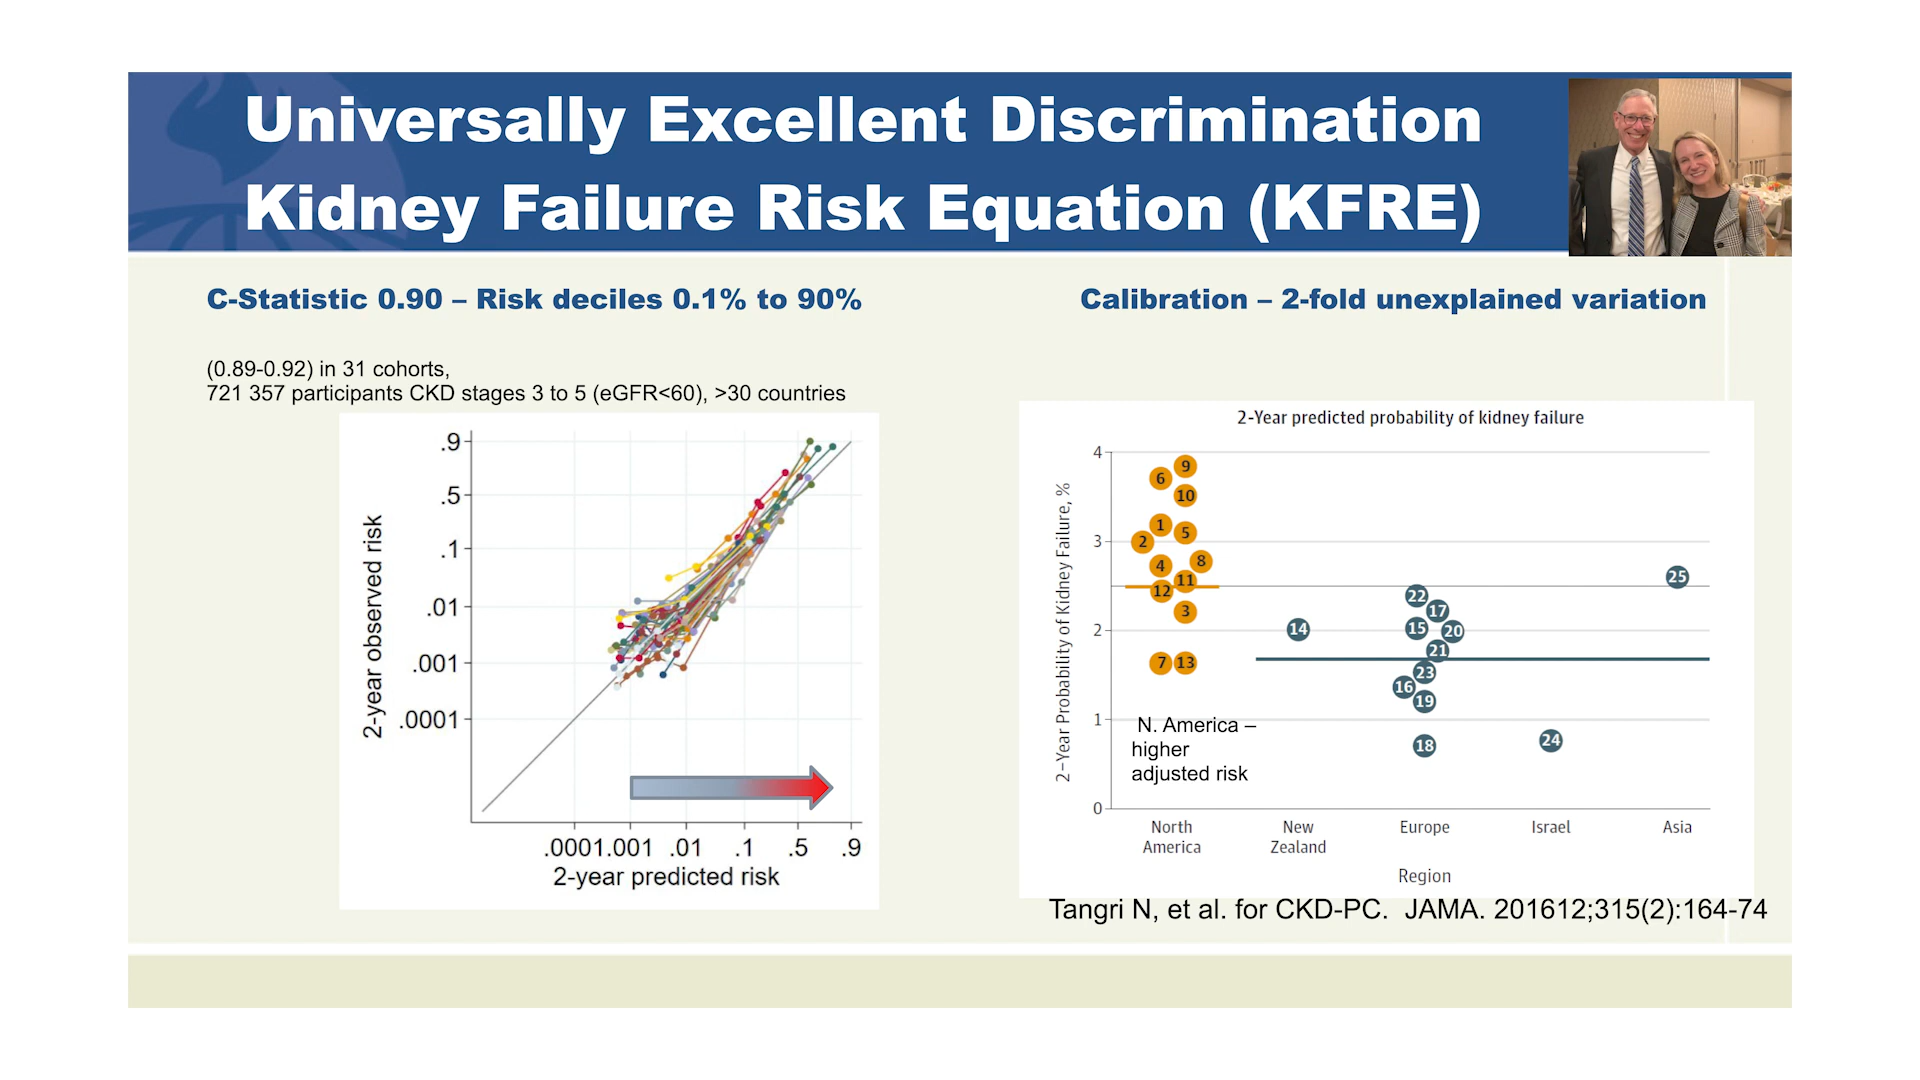 Universally Excellent Discrimination
Kidney Failure Risk Equation (KFRE)
C-Statistic 0.90 – Risk deciles 0.1% to 90%
(0.89-0.92) in 31 cohorts,
721 357 participants CKD stages 3 to 5 (eGFR<60), >30 countries
2-year observed risk
.9
.5
.1
.01
.001
.0001
.0001 .001 .01 .1 .5 .9
2-year predicted risk
Calibration – 2-fold unexplained variation
2-Year predicted probability of kidney failure
2-Year Probability of Kidney Failure, %
4
3
2
1
0
9
6
10
1
5
2
8
4
11
12
3
7 13
14
22
17
15
20
21
23
16
19
18
24
25
N. America –
higher
adjusted risk
North
America
New
Zealand
Europe
Israel
Asia
Region
Tangri N, et al. for CKD-PC. JAMA. 201612;315(2):164-74